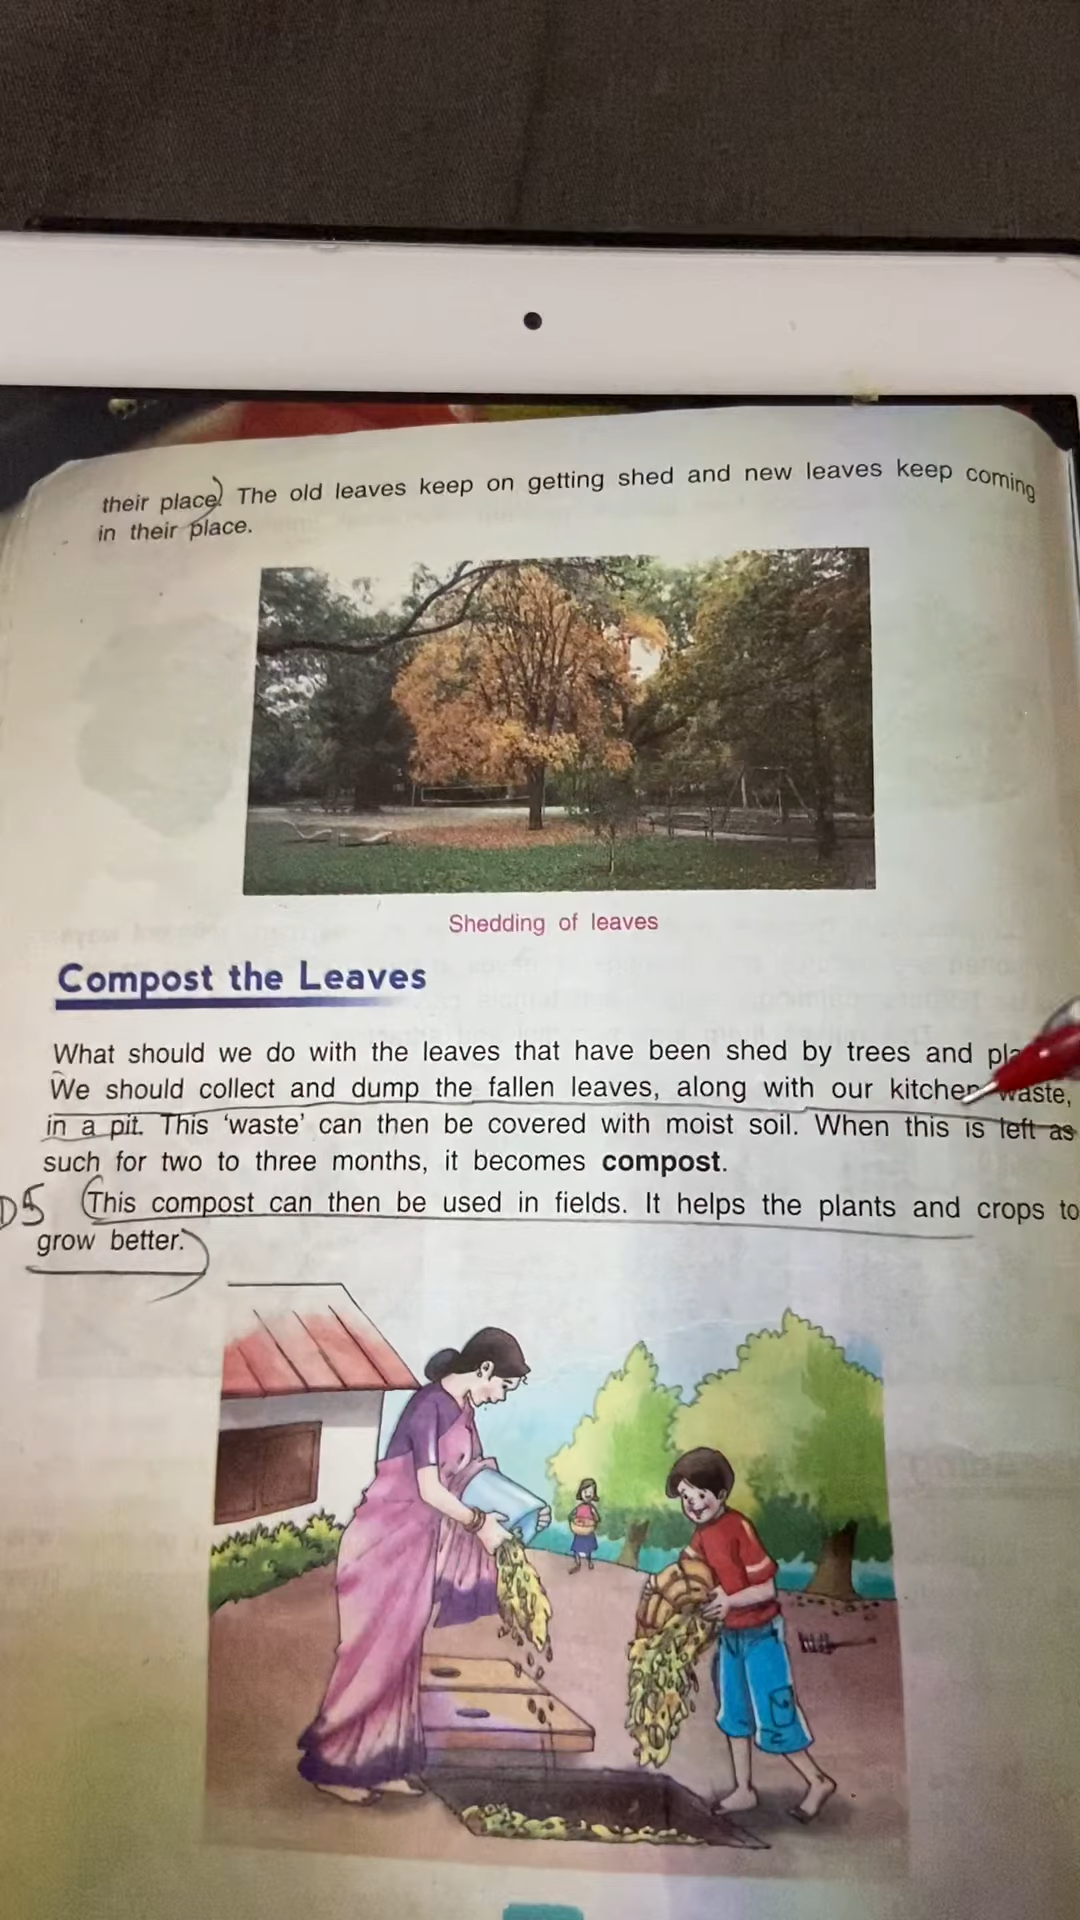 their place. The old leaves keep on getting shed and new leaves keep coming
in their place.
Shedding of leaves
Compost the Leaves
What should we do with the leaves that have been shed by trees and
We should collect and dump the fallen leaves, along with our kitchen waste,
in a pit. This ‘waste’ can then be covered with moist soil. When this is left as
such for two to three months, it becomes compost.
D5 This compost can then be used in fields. It helps the plants and crops to
grow better.